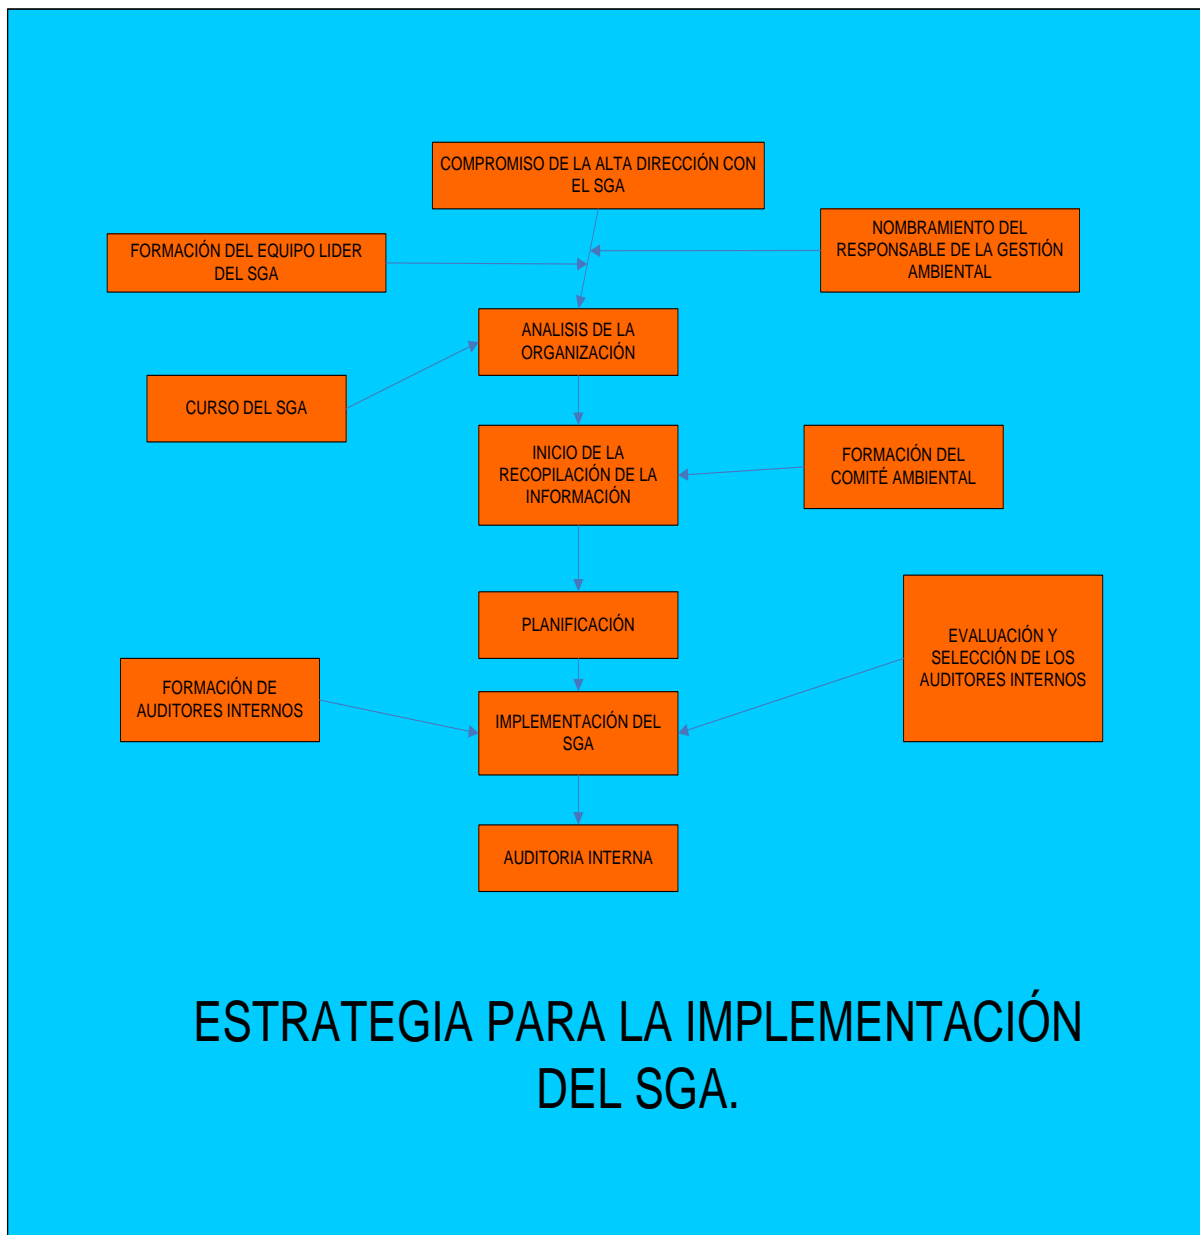 COMPROMISO DE LA ALTA DIRECCIÓN CON
EL SGA
FORMACIÓN DEL EQUIPO LIDER
DEL SGA
NOMBRAMIENTO DEL
RESPONSABLE DE LA GESTIÓN
AMBIENTAL
ANALISIS DE LA
ORGANIZACIÓN
CURSO DEL SGA
INICIO DE LA
RECOPILACIÓN DE LA
INFORMACIÓN
FORMACIÓN DEL
COMITÉ AMBIENTAL
PLANIFICACIÓN
EVALUACIÓN Y
SELECCIÓN DE LOS
AUDITORES INTERNOS
FORMACIÓN DE
AUDITORES INTERNOS
IMPLEMENTACIÓN DEL
SGA
AUDITORIA INTERNA
ESTRATEGIA PARA LA IMPLEMENTACIÓN
DEL SGA.